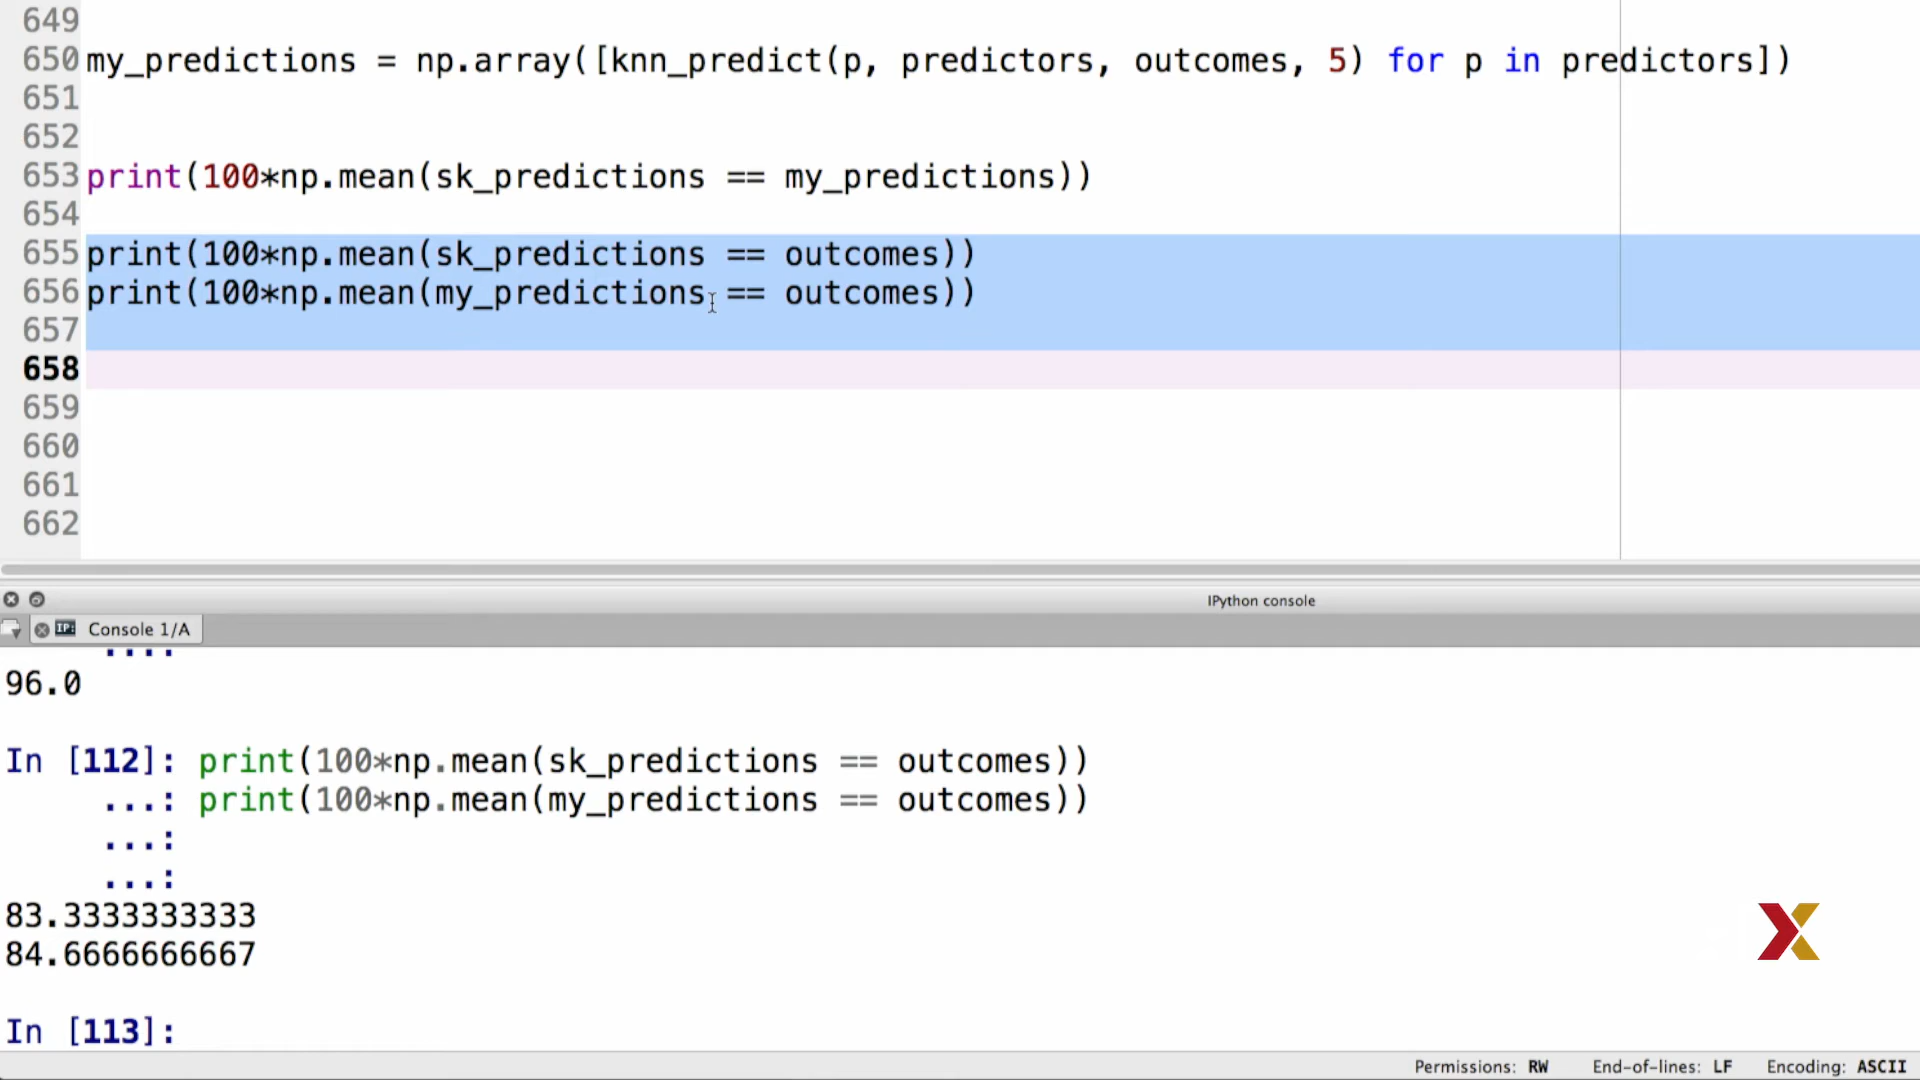 649
650 my_predictions = np.array([knn_predict(p, predictors, outcomes, 5) for p in predictors])
651
652
653 print(100*np.mean(sk_predictions == my_predictions))
654
655 print(100*np.mean(sk_predictions == outcomes))
656 print(100*np.mean(my_predictions == outcomes))
657
658
659
660
661
662
IPython console
IP: Console 1/A
...:
96.0
In [112]: print(100*np.mean(sk_predictions == outcomes))
...: print(100*np.mean(my_predictions == outcomes))
...:
...:
83.3333333333
84.6666666667
In [113]:
Permissions: RW End-of-lines: LF Encoding: ASCII